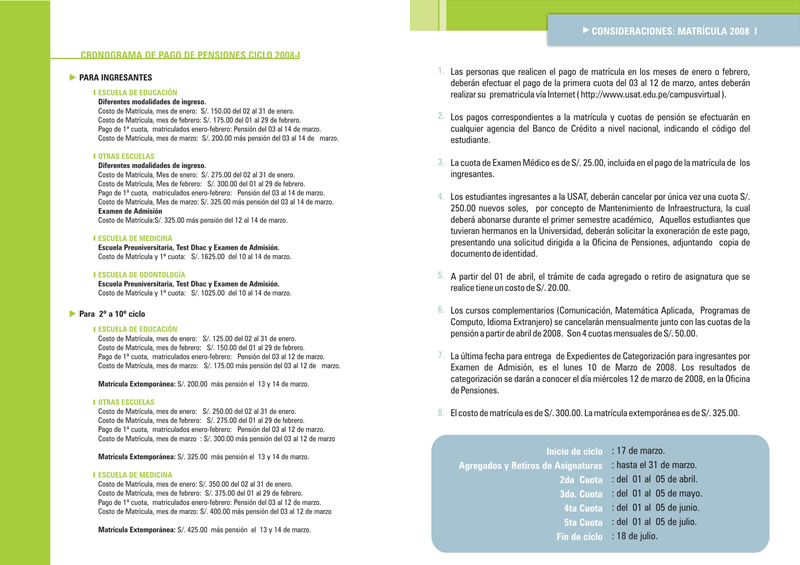 CRONOGRAMA DE PAGO DE PENSIONES CICLO 2008-I
PARA INGRESANTES
ESCUELA DE EDUCACIÓN
Diferentes modalidades de ingreso.
Costo de Matrícula, mes de enero: S/. 150.00 del 02 al 31 de enero.
Costo de Matrícula, mes de febrero: S/. 175.00 del 01 al 29 de febrero.
Pago de 1ª cuota, matriculados enero-febrero: Pensión del 03 al 14 de marzo.
Costo de Matrícula, mes de marzo: S/. 200.00 más pensión del 03 al 14 de marzo.
OTRAS ESCUELAS
Diferentes modalidades de ingreso.
Costo de Matrícula, Mes de enero: S/. 275.00 del 02 al 31 de enero.
Costo de Matrícula, Mes de febrero: S/. 300.00 del 01 al 29 de febrero.
Pago de 1ª cuota, matriculados enero-febrero: Pensión del 03 al 14 de marzo.
Costo de Matrícula, Mes de marzo: S/. 325.00 más pensión del 03 al 14 de marzo.
Examen de Admisión
Costo de Matrícula:S/. 325.00 más pensión del 12 al 14 de marzo.
ESCUELA DE MEDICINA
Escuela Preuniversitaria, Test Dhac y Examen de Admisión.
Costo de Matrícula y 1ª cuota: S/. 1625.00 del 10 al 14 de marzo.
ESCUELA DE ODONTOLOGÍA
Escuela Preuniversitaria, Test Dhac y Examen de Admisión.
Costo de Matrícula y 1ª cuota: S/. 1025.00 del 10 al 14 de marzo.
Para 2º a 10º ciclo
ESCUELA DE EDUCACIÓN
Costo de Matrícula, mes de enero: S/. 125.00 del 02 al 31 de enero.
Costo de Matrícula, mes de febrero: S/. 150.00 del 01 al 29 de febrero.
Pago de 1ª cuota, matriculados enero-febrero: Pensión del 03 al 12 de marzo.
Costo de Matrícula, mes de marzo: S/. 175.00 más pensión del 03 al 12 de marzo.
Matrícula Extemporánea: S/. 200.00 más pensión el 13 y 14 de marzo.
OTRAS ESCUELAS
Costo de Matrícula, mes de enero: S/. 250.00 del 02 al 31 de enero.
Costo de Matrícula, mes de febrero: S/. 275.00 del 01 al 29 de febrero.
Pago de 1ª cuota, matriculados enero-febrero: Pensión del 03 al 12 de marzo.
Costo de Matrícula, mes de marzo : S/. 300.00 más pensión del 03 al 12 de marzo
Matrícula Extemporánea: S/. 325.00 más pensión el 13 y 14 de marzo.
ESCUELA DE MEDICINA
Costo de Matrícula, mes de enero: S/. 350.00 del 02 al 31 de enero.
Costo de Matrícula, mes de febrero: S/. 375.00 del 01 al 29 de febrero.
Pago de 1ª cuota, matriculados enero-febrero: Pensión del 03 al 12 de marzo.
Costo de Matrícula, mes de marzo: S/. 400.00 más pensión del 03 al 12 de marzo
Matrícula Extemporánea: S/. 425.00 más pensión el 13 y 14 de marzo.
CONSIDERACIONES: MATRÍCULA 2008 I
1. Las personas que realicen el pago de matrícula en los meses de enero o febrero,
deberán efectuar el pago de la primera cuota del 03 al 12 de marzo, antes deberán
realizar su prematricula vía Internet ( http://www.usat.edu.pe/campusvirtual ).
2. Los pagos correspondientes a la matrícula y cuotas de pensión se efectuarán en
cualquier agencia del Banco de Crédito a nivel nacional, indicando el código del
estudiante.
3. La cuota de Examen Médico es de S/. 25.00, incluida en el pago de la matrícula de los
ingresantes.
4. Los estudiantes ingresantes a la USAT, deberán cancelar por única vez una cuota S/.
250.00 nuevos soles, por concepto de Mantenimiento de Infraestructura, la cual
deberá abonarse durante el primer semestre académico, Aquellos estudiantes que
tuvieran hermanos en la Universidad, deberán solicitar la exoneración de este pago,
presentando una solicitud dirigida a la Oficina de Pensiones, adjuntando copia de
documento de identidad.
5. A partir del 01 de abril, el trámite de cada agregado o retiro de asignatura que se
realice tiene un costo de S/. 20.00.
6. Los cursos complementarios (Comunicación, Matemática Aplicada, Programas de
Computo, Idioma Extranjero) se cancelarán mensualmente junto con las cuotas de la
pensión a partir de abril de 2008. Son 4 cuotas mensuales de S/. 50.00.
7. La última fecha para entrega de Expedientes de Categorización para ingresantes por
Examen de Admisión, es el lunes 10 de Marzo de 2008. Los resultados de
categorización se darán a conocer el día miércoles 12 de marzo de 2008, en la Oficina
de Pensiones.
8. El costo de matrícula es de S/. 300.00. La matrícula extemporánea es de S/. 325.00.
Inicio de ciclo : 17 de marzo.
Agregados y Retiros de Asignaturas : hasta el 31 de marzo.
2da Cuota : del 01 al 05 de abril.
3da. Cuota : del 01 al 05 de mayo.
4ta Cuota : del 01 al 05 de junio.
5ta Cuota : del 01 al 05 de julio.
Fin de ciclo : 18 de julio.